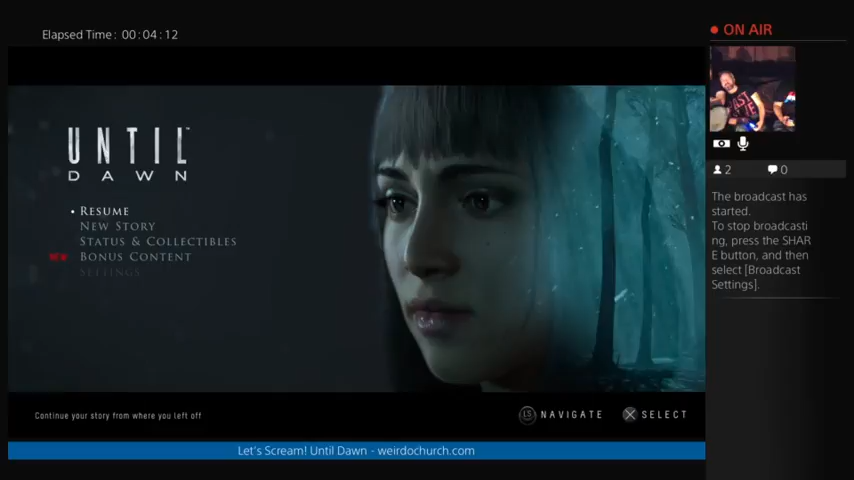 Elapsed Time: 00:04:12
ON AIR
2
0
The broadcast has
started.
To stop broadcasti
ng, press the SHAR
E button, and then
select [Broadcast
Settings].
UNTIL
DAWN
RESUME
NEW STORY
STATUS & COLLECTIBLES
NEW BONUS CONTENT
SETTINGS
Continue your story from where you left off
LS NAVIGATE
SELECT
Let's Scream! Until Dawn - weirdochurch.com